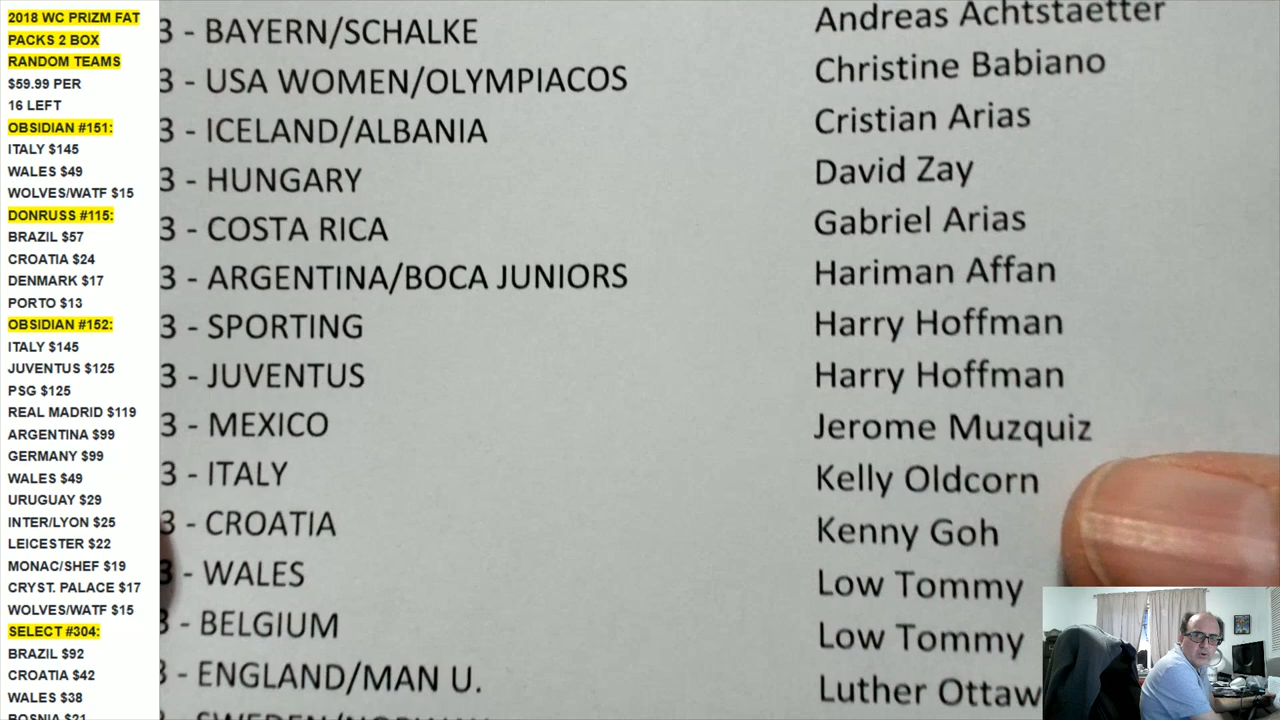 2018 WC PRIZM FAT
PACKS 2 BOX
RANDOM TEAMS
$59.99 PER
16 LEFT
OBSIDIAN #151:
ITALY $145
WALES $49
WOLVES/WATF $15
DONRUSS #115:
BRAZIL $57
CROATIA $24
DENMARK $17
PORTO $13
OBSIDIAN #152:
ITALY $145
JUVENTUS $125
PSG $125
REAL MADRID $119
ARGENTINA $99
GERMANY $99
WALES $49
URUGUAY $29
INTER/LYON $25
LEICESTER $22
MONAC/SHEF $19
CRYST. PALACE $17
WOLVES/WATF $15
SELECT #304:
BRAZIL $92
CROATIA $42
WALES $38
BOSNIA $21
3 - BAYERN/SCHALKE Andreas Achtstaetter
3 - USA WOMEN/OLYMPIACOS Christine Babiano
3 - ICELAND/ALBANIA Cristian Arias
3 - HUNGARY David Zay
3 - COSTA RICA Gabriel Arias
3 - ARGENTINA/BOCA JUNIORS Hariman Affan
3 - SPORTING Harry Hoffman
3 - JUVENTUS Harry Hoffman
3 - MEXICO Jerome Muzquiz
3 - ITALY Kelly Oldcorn
3 - CROATIA Kenny Goh
3 - WALES Low Tommy
3 - BELGIUM Low Tommy
3 - ENGLAND/MAN U. Luther Ottaw